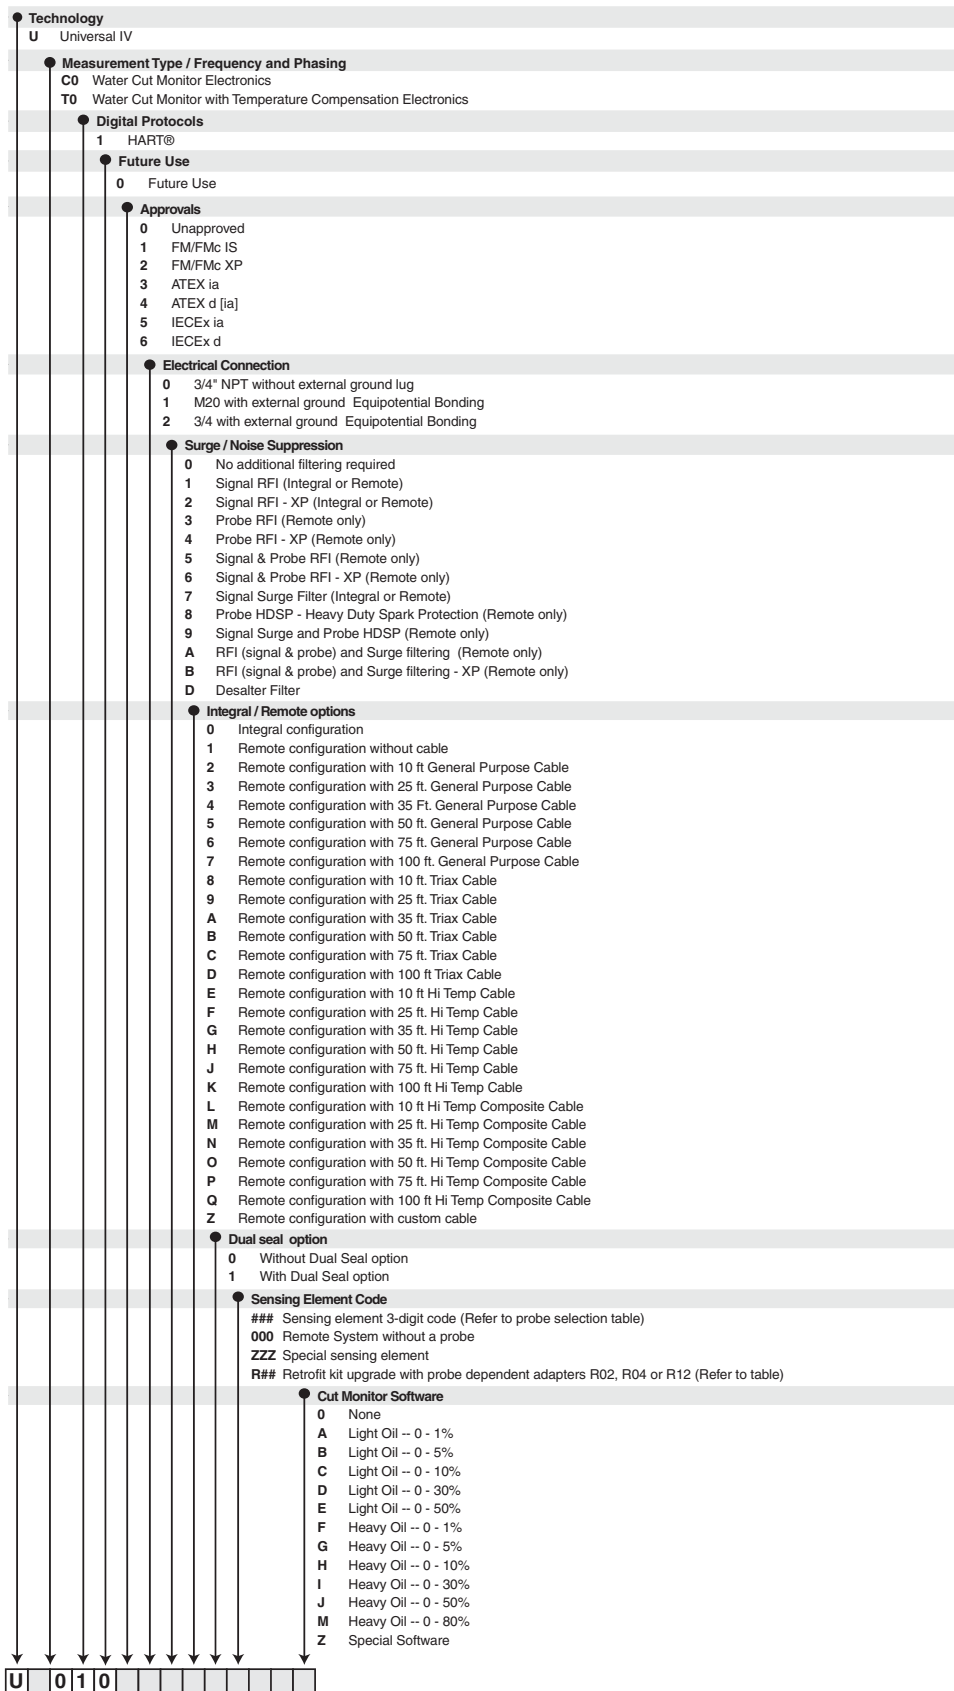 Technology
U Universal IV
Measurement Type / Frequency and Phasing
C0 Water Cut Monitor Electronics
T0 Water Cut Monitor with Temperature Compensation Electronics
Digital Protocols
1 HART®
Future Use
0 Future Use
Approvals
0 Unapproved
1 FM/FMc IS
2 FM/FMc XP
3 ATEX ia
4 ATEX d [ia]
5 IECEx ia
6 IECEx d
Electrical Connection
0 3/4" NPT without external ground lug
1 M20 with external ground Equipotential Bonding
2 3/4 with external ground Equipotential Bonding
Surge / Noise Suppression
0 No additional filtering required
1 Signal RFI (Integral or Remote)
2 Signal RFI - XP (Integral or Remote)
3 Probe RFI (Remote only)
4 Probe RFI - XP (Remote only)
5 Signal & Probe RFI (Remote only)
6 Signal & Probe RFI - XP (Remote only)
7 Signal Surge Filter (Integral or Remote)
8 Probe HDSP - Heavy Duty Spark Protection (Remote only)
9 Signal Surge and Probe HDSP (Remote only)
A RFI (signal & probe) and Surge filtering (Remote only)
B RFI (signal & probe) and Surge filtering - XP (Remote only)
D Desalter Filter
Integral / Remote options
0 Integral configuration
1 Remote configuration without cable
2 Remote configuration with 10 ft General Purpose Cable
3 Remote configuration with 25 ft. General Purpose Cable
4 Remote configuration with 35 Ft. General Purpose Cable
5 Remote configuration with 50 ft. General Purpose Cable
6 Remote configuration with 75 ft. General Purpose Cable
7 Remote configuration with 100 ft. General Purpose Cable
8 Remote configuration with 10 ft. Triax Cable
9 Remote configuration with 25 ft. Triax Cable
A Remote configuration with 35 ft. Triax Cable
B Remote configuration with 50 ft. Triax Cable
C Remote configuration with 75 ft. Triax Cable
D Remote configuration with 100 ft Triax Cable
E Remote configuration with 10 ft Hi Temp Cable
F Remote configuration with 25 ft. Hi Temp Cable
G Remote configuration with 35 ft. Hi Temp Cable
H Remote configuration with 50 ft. Hi Temp Cable
J Remote configuration with 75 ft. Hi Temp Cable
K Remote configuration with 100 ft Hi Temp Cable
L Remote configuration with 10 ft Hi Temp Composite Cable
M Remote configuration with 25 ft. Hi Temp Composite Cable
N Remote configuration with 35 ft. Hi Temp Composite Cable
O Remote configuration with 50 ft. Hi Temp Composite Cable
P Remote configuration with 75 ft. Hi Temp Composite Cable
Q Remote configuration with 100 ft Hi Temp Composite Cable
Z Remote configuration with custom cable
Dual seal option
0 Without Dual Seal option
1 With Dual Seal option
Sensing Element Code
### Sensing element 3-digit code (Refer to probe selection table)
000 Remote System without a probe
ZZZ Special sensing element
R## Retrofit kit upgrade with probe dependent adapters R02, R04 or R12 (Refer to table)
Cut Monitor Software
0 None
A Light Oil -- 0 - 1%
B Light Oil -- 0 - 5%
C Light Oil -- 0 - 10%
D Light Oil -- 0 - 30%
E Light Oil -- 0 - 50%
F Heavy Oil -- 0 - 1%
G Heavy Oil -- 0 - 5%
H Heavy Oil -- 0 - 10%
I Heavy Oil -- 0 - 30%
J Heavy Oil -- 0 - 50%
M Heavy Oil -- 0 - 80%
Z Special Software
U 0 1 0